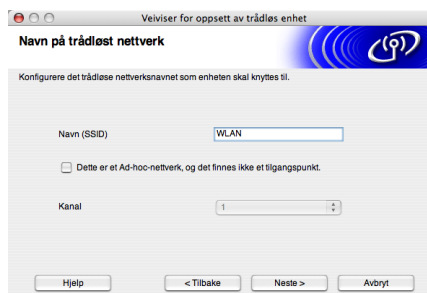 Veiviser for oppsett av trådløs enhet
Navn på trådløst nettverk
Konfigurere det trådløse nettverksnavnet som enheten skal knyttes til.
Navn (SSID) WLAN
Dette er et Ad-hoc-nettverk, og det finnes ikke et tilgangspunkt.
Kanal 1
Hjelp < Tilbake Neste > Avbryt